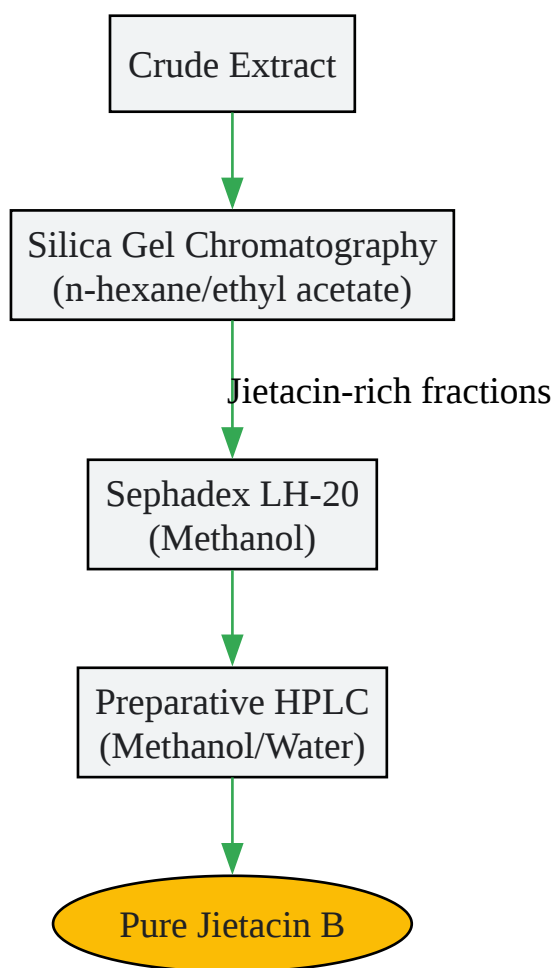 Crude Extract
Silica Gel Chromatography
(n-hexane/ethyl acetate)
Jietacin-rich fractions
Sephadex LH-20
(Methanol)
Preparative HPLC
(Methanol/Water)
Pure Jietacin B